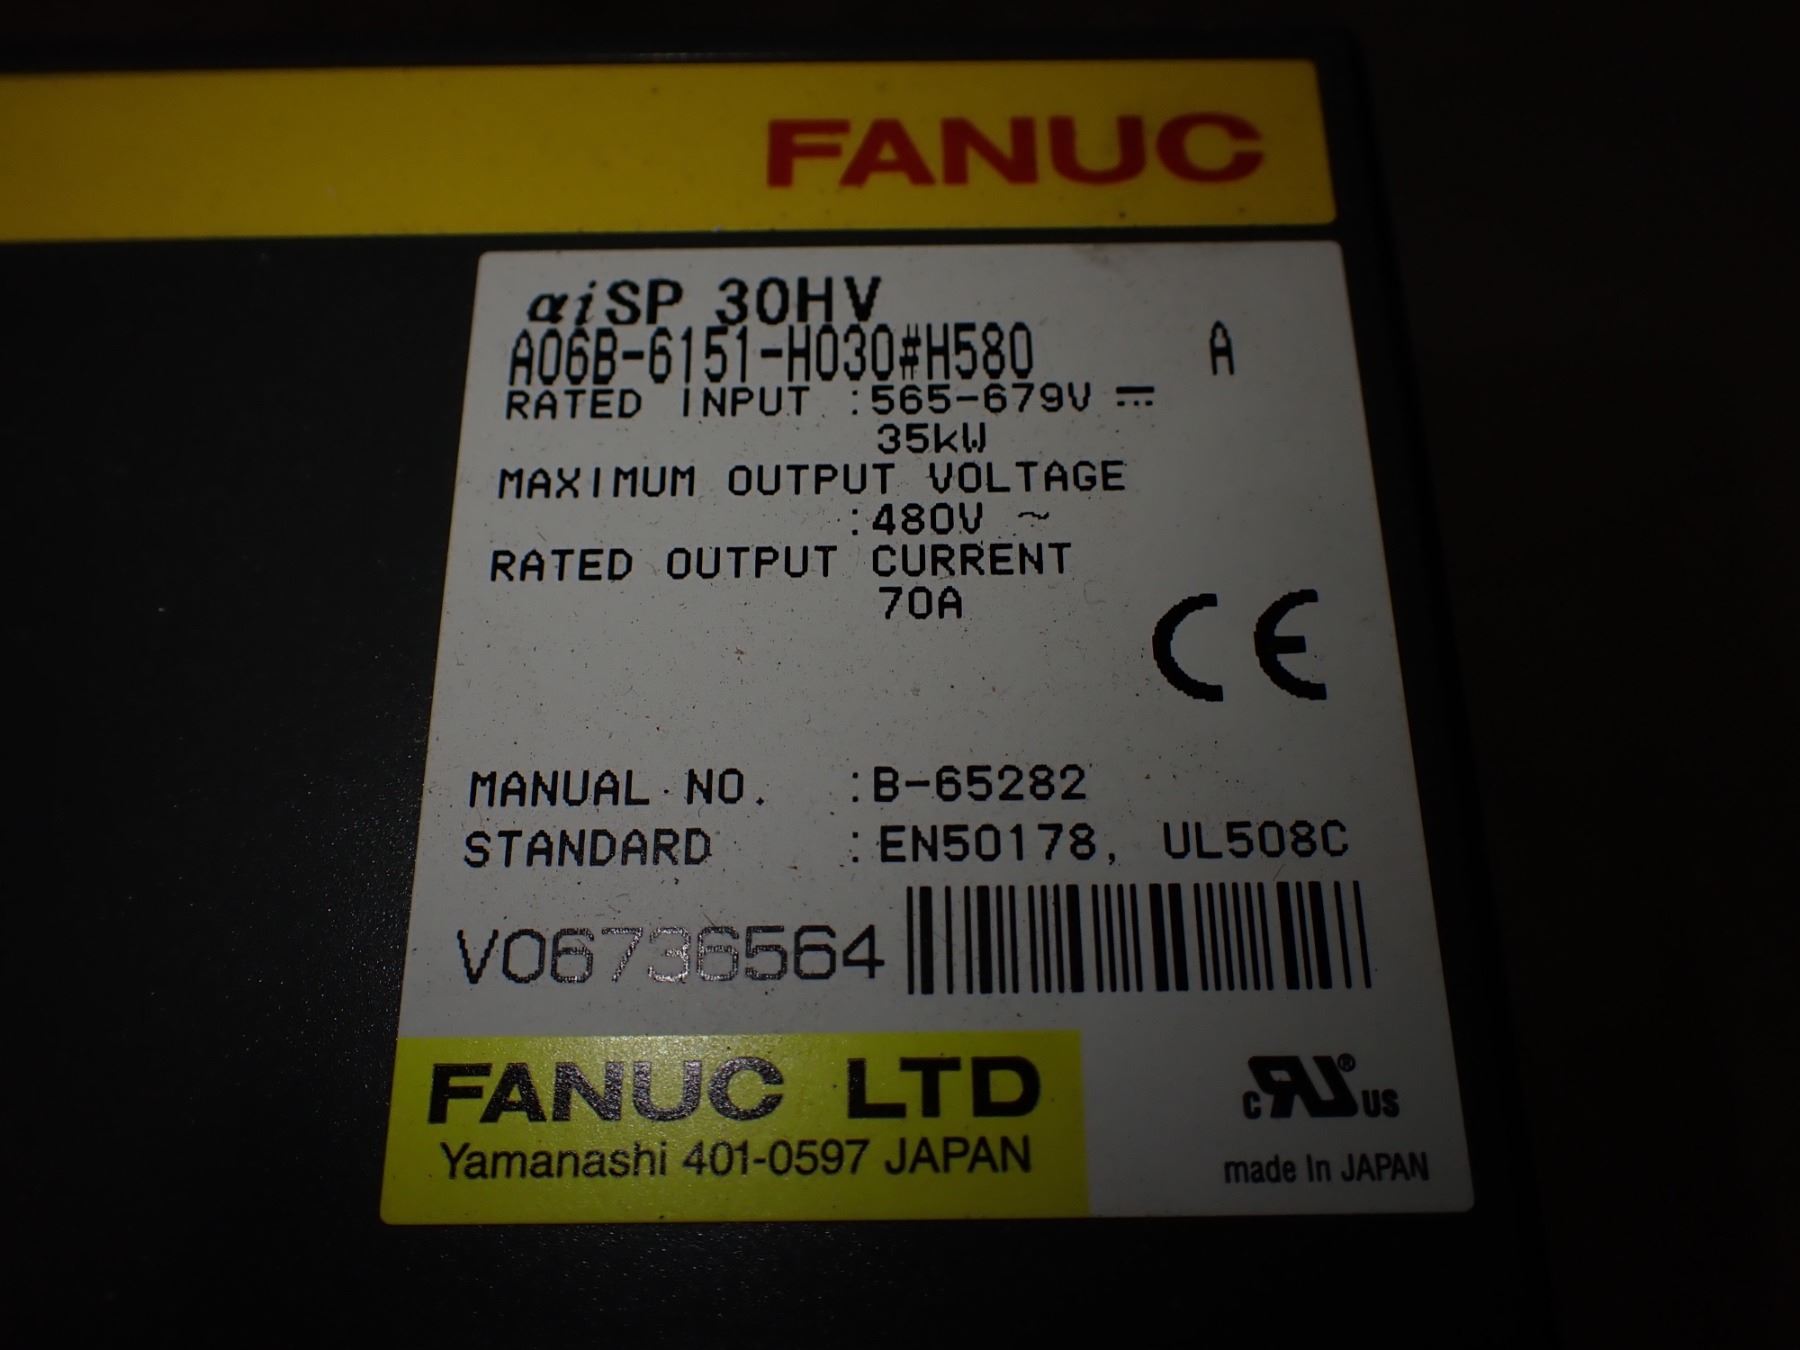 FANUC
αiSP 30HV
A06B-6151-H030#H580 A
RATED INPUT :565-679V ⎓
35kW
MAXIMUM OUTPUT VOLTAGE
:480V ~
RATED OUTPUT CURRENT
70A
CE
MANUAL NO. :B-65282
STANDARD :EN50178, UL508C
V06736564
FANUC LTD
Yamanashi 401-0597 JAPAN
c RU® US
made In JAPAN